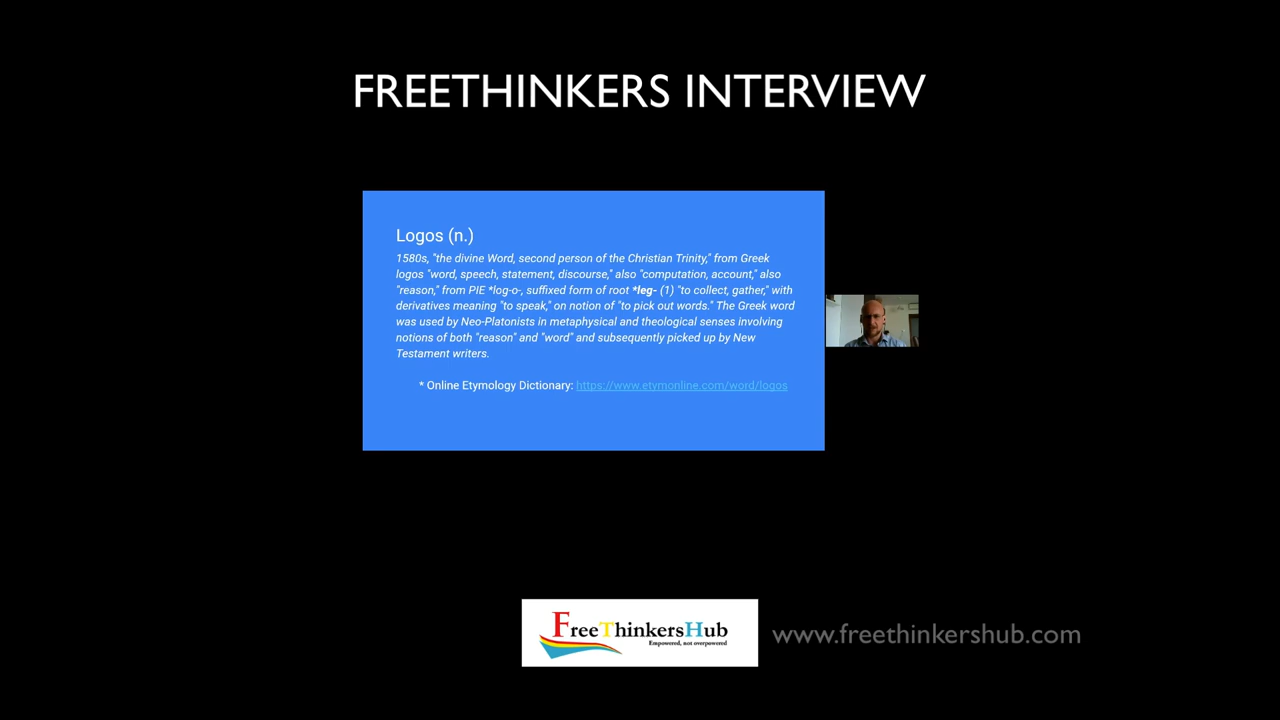 FREETHINKERS INTERVIEW
Logos (n.)
1580s, "the divine Word, second person of the Christian Trinity," from Greek
logos "word, speech, statement, discourse," also "computation, account," also
"reason," from PIE *log-o-, suffixed form of root *leg- (1) "to collect, gather," with
derivatives meaning "to speak," on notion of "to pick out words." The Greek word
was used by Neo-Platonists in metaphysical and theological senses involving
notions of both "reason" and "word" and subsequently picked up by New
Testament writers.
* Online Etymology Dictionary: https://www.etymonline.com/word/logos
FreeThinkersHub
Empowered, not overpowered
www.freethinkershub.com